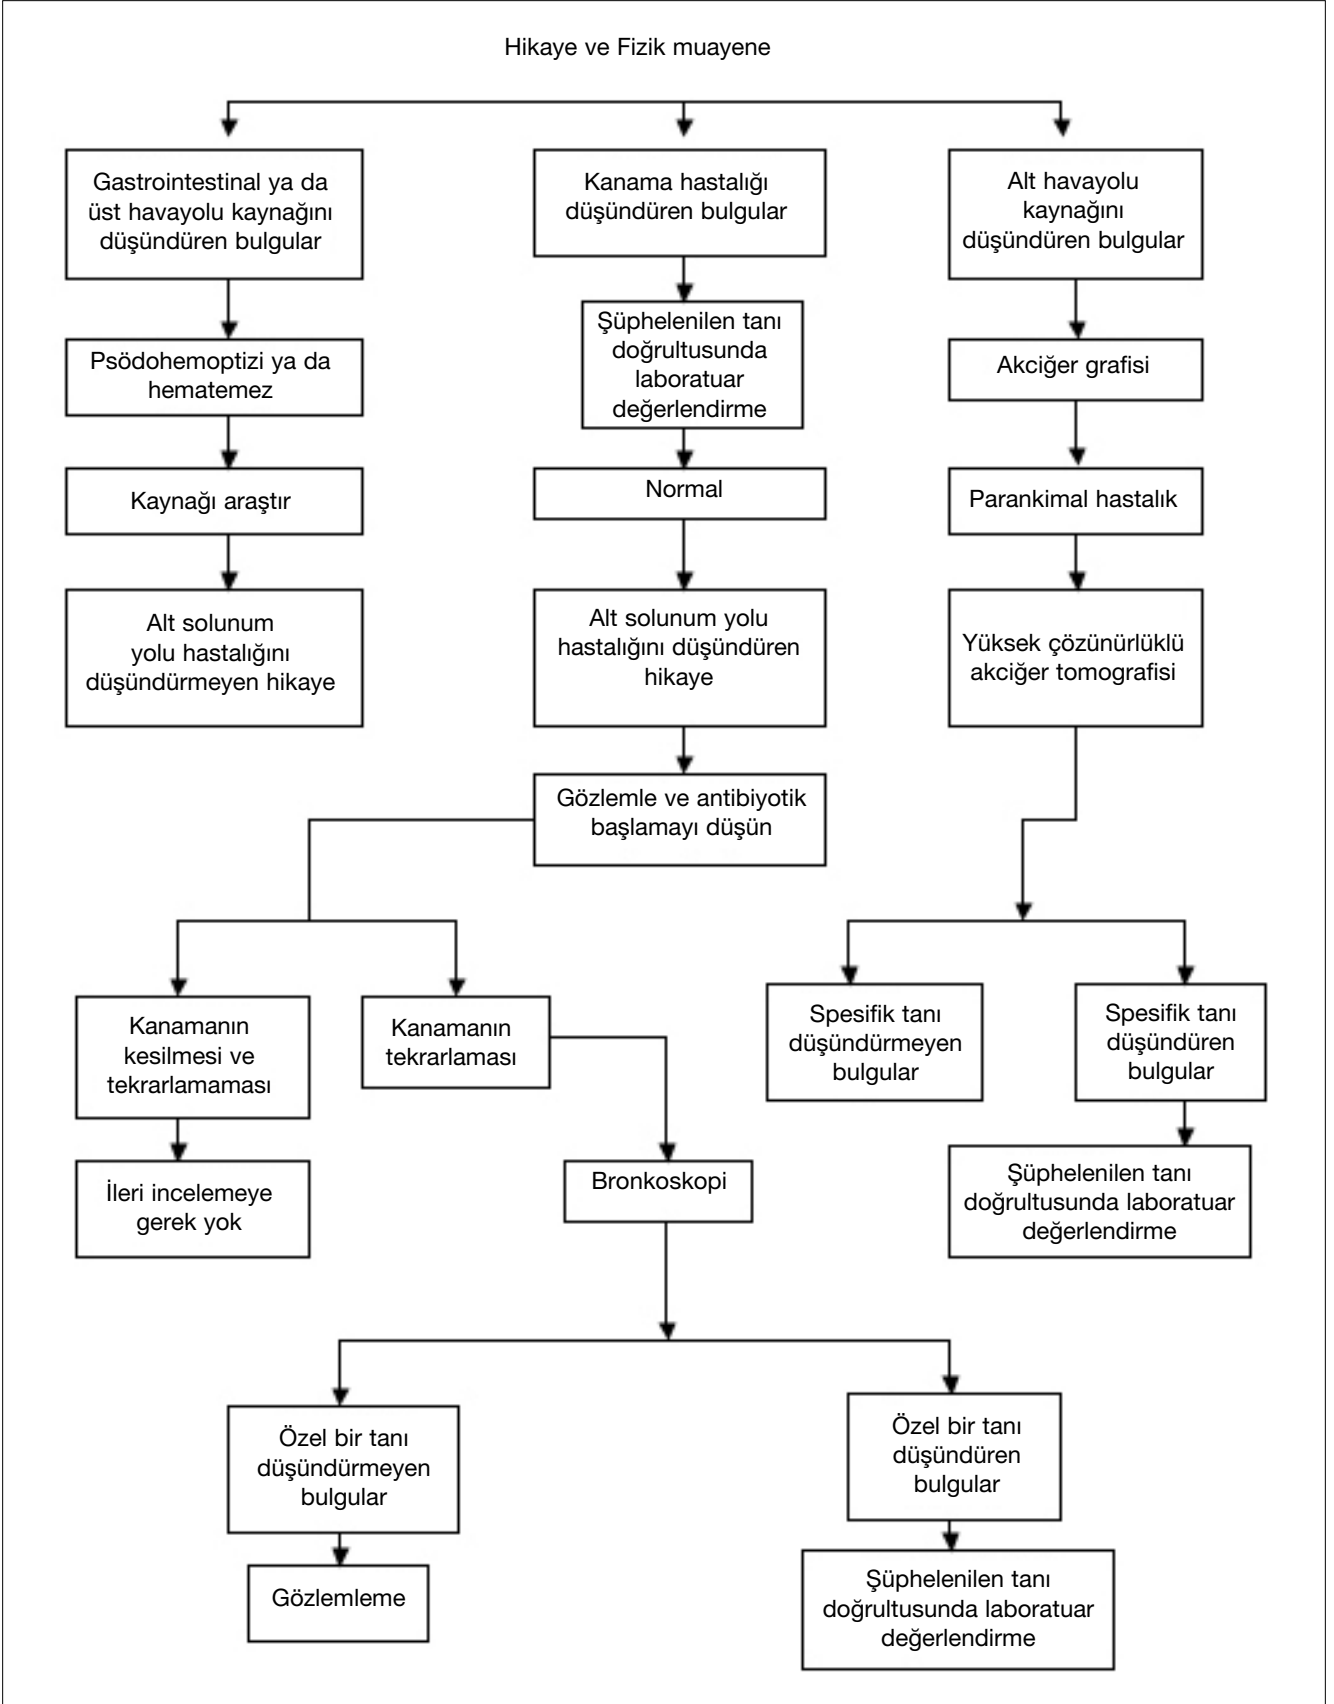 Hikaye ve Fizik muayene
Gastrointestinal ya da
üst havayolu kaynağını
düşündüren bulgular
Kanama hastalığı
düşündüren bulgular
Alt havayolu
kaynağını
düşündüren bulgular
Psödohemoptizi ya da
hematemez
Şüphelenilen tanı
doğrultusunda
laboratuar
değerlendirme
Akciğer grafisi
Kaynağı araştır
Normal
Parankimal hastalık
Alt solunum
yolu hastalığını
düşündürmeyen hikaye
Alt solunum yolu
hastalığını düşündüren
hikaye
Yüksek çözünürlüklü
akciğer tomografisi
Gözlemle ve antibiyotik
başlamayı düşün
Kanamanın
kesilmesi ve
tekrarlamaması
Kanamanın
tekrarlaması
Spesifik tanı
düşündürmeyen
bulgular
Spesifik tanı
düşündüren
bulgular
İleri incelemeye
gerek yok
Bronkoskopi
Şüphelenilen tanı
doğrultusunda laboratuar
değerlendirme
Özel bir tanı
düşündürmeyen
bulgular
Özel bir tanı
düşündüren
bulgular
Gözlemleme
Şüphelenilen tanı
doğrultusunda laboratuar
değerlendirme